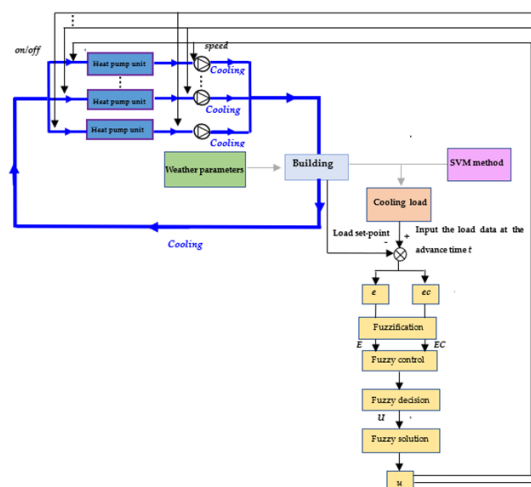 on/off
speed
Heat pump unit
Cooling
Heat pump unit
Cooling
Heat pump unit
Cooling
Weather parameters
Building
SVM method
Cooling load
Cooling
Load set-point
+
-
Input the load data at the
advance time t
e
ec
Fuzzification
E
EC
Fuzzy control
Fuzzy decision
U
Fuzzy solution
u